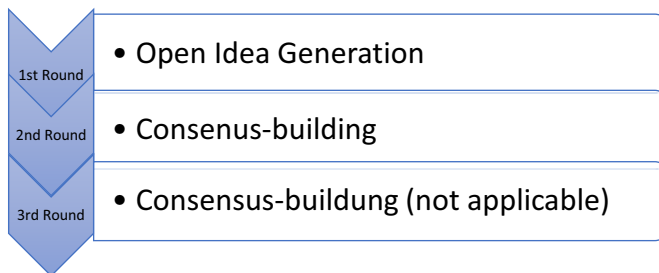 1st Round
• Open Idea Generation
2nd Round
• Consenus-building
3rd Round
• Consensus-buildung (not applicable)